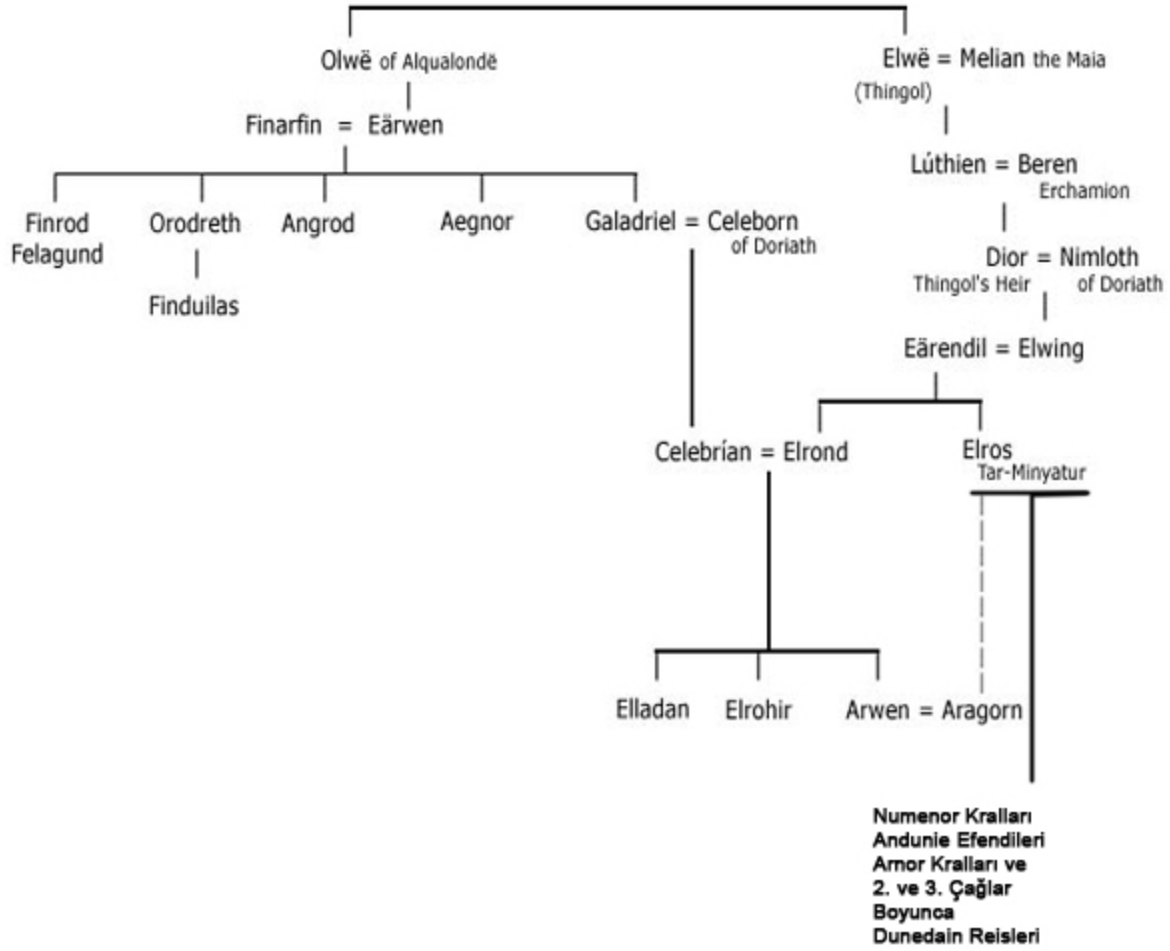 Olwë of Alqualondë
Elwë = Melian the Maia
(Thingol)
Finarfin = Eärwen
Lúthien = Beren
Erchamion
Finrod
Felagund
Orodreth
Angrod
Aegnor
Galadriel = Celeborn
of Doriath
Finduilas
Dior = Nimloth
Thingol's Heir of Doriath
Eärendil = Elwing
Celebrían = Elrond
Elros
Tar-Minyatur
Elladan
Elrohir
Arwen = Aragorn
Numenor Kralları
Andunie Efendileri
Arnor Kralları ve
2. ve 3. Çağlar
Boyunca
Dunedain Reisleri